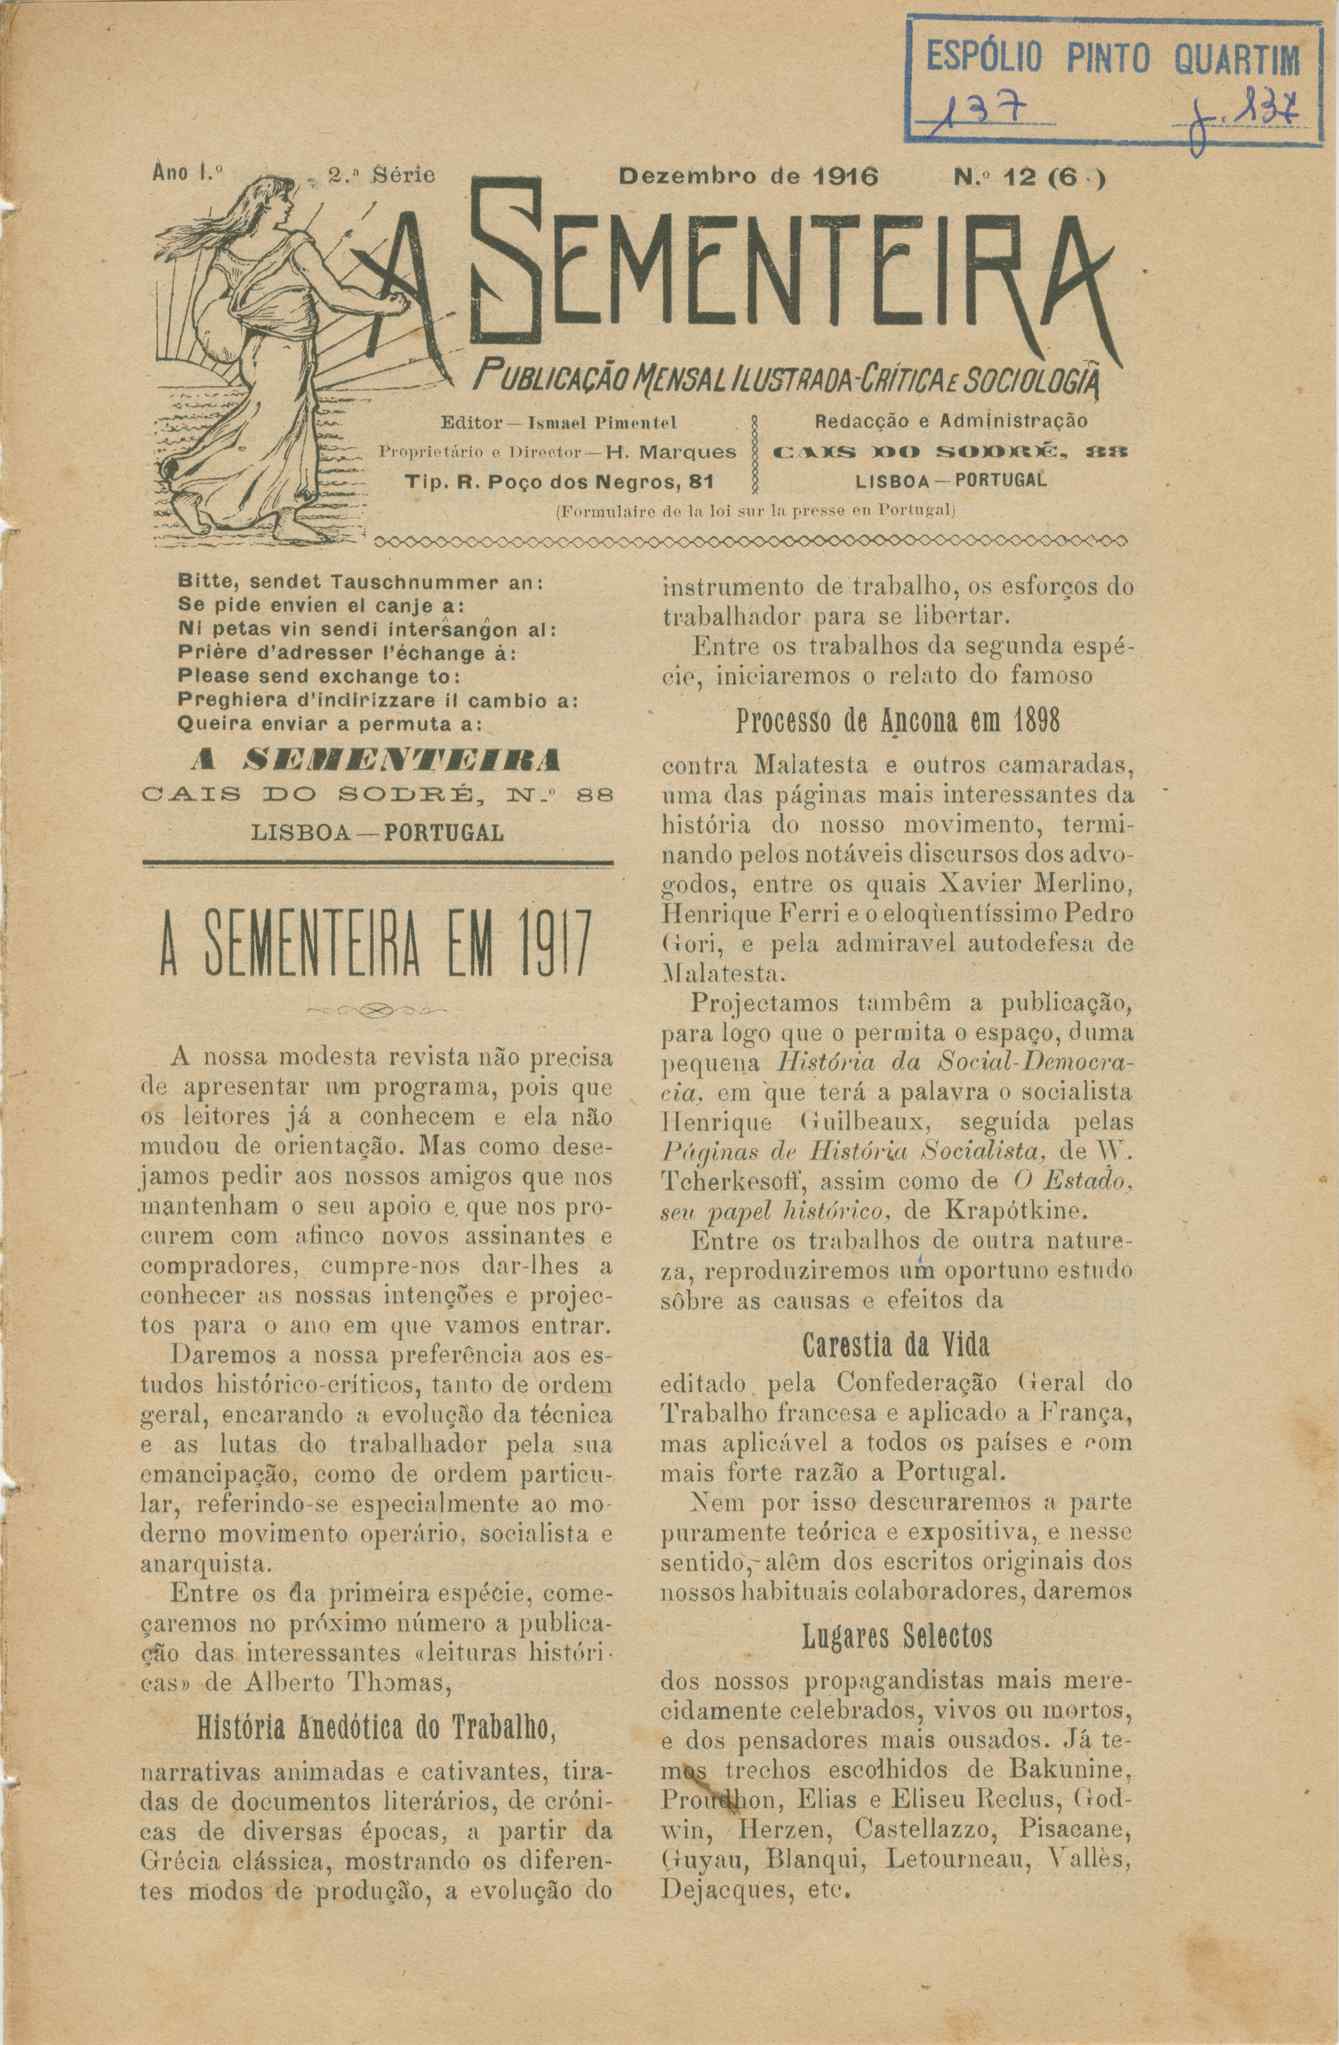 ESPÓLIO PINTO QUARTIM
137 J. 137
Ano I.º 2.ª Série Dezembro de 1916 N.º 12 (6 )
A SEMENTEIRA
PUBLICAÇÃO MENSAL ILUSTRADA-CRÍTICA E SOCIOLOGIA
Editor—Ismael Pimentel
Proprietário e Director—H. Marques
Tip. R. Poço dos Negros, 81
Redacção e Administração
CAIS DO SODRÉ, 88
LISBOA—PORTUGAL
(Formulaire de la loi sur la presse en Portugal)
Bitte, sendet Tauschnummer an:
Se pide envien el canje a:
Ni petas vin sendi interŝanĝon al:
Prière d'adresser l'échange à:
Please send exchange to:
Preghiera d'indirizzare il cambio a:
Queira enviar a permuta a:
A SEMENTEIRA
CAIS DO SODRÉ, N.º 88
LISBOA—PORTUGAL
A SEMENTEIRA EM 1917
A nossa modesta revista não precisa
de apresentar um programa, pois que
os leitores já a conhecem e ela não
mudou de orientação. Mas como dese-
jamos pedir aos nossos amigos que nos
mantenham o seu apoio e que nos pro-
curem com afinco novos assinantes e
compradores, cumpre-nos dar-lhes a
conhecer as nossas intenções e projec-
tos para o ano em que vamos entrar.
Daremos a nossa preferência aos es-
tudos histórico-críticos, tanto de ordem
geral, encarando a evolução da técnica
e as lutas do trabalhador pela sua
emancipação, como de ordem particu-
lar, referindo-se especialmente ao mo-
derno movimento operário, socialista e
anarquista.
Entre os da primeira espécie, come-
çaremos no próximo número a publica-
ção das interessantes «leituras históri-
cas» de Alberto Thomas,
História Anedótica do Trabalho,
narrativas animadas e cativantes, tira-
das de documentos literários, de cróni-
cas de diversas épocas, a partir da
Grécia clássica, mostrando os diferen-
tes modos de produção, a evolução do
instrumento de trabalho, os esforços do
trabalhador para se libertar.
Entre os trabalhos da segunda espé-
cie, iniciaremos o relato do famoso
Processo de Ancona em 1898
contra Malatesta e outros camaradas,
uma das páginas mais interessantes da
história do nosso movimento, termi-
nando pelos notáveis discursos dos advo-
godos, entre os quais Xavier Merlino,
Henrique Ferri e o eloqùentíssimo Pedro
Gori, e pela admiravel autodefesa de
Malatesta.
Projectamos tambêm a publicação,
para logo que o permita o espaço, duma
pequena História da Social-Democra-
cia, em que terá a palavra o socialista
Henrique Guilbeaux, seguída pelas
Páginas de História Socialista, de W.
Tcherkesoff, assim como de O Estado,
seu papel histórico, de Krapótkine.
Entre os trabalhos de outra nature-
za, reproduziremos um oportuno estudo
sôbre as causas e efeitos da
Carestia da Vida
editado pela Confederação Geral do
Trabalho francesa e aplicado a França,
mas aplicável a todos os países e com
mais forte razão a Portugal.
Nem por isso descuraremos a parte
puramente teórica e expositiva, e nesse
sentido, alêm dos escritos originais dos
nossos habituais colaboradores, daremos
Lugares Selectos
dos nossos propagandistas mais mere-
cidamente celebrados, vivos ou mortos,
e dos pensadores mais ousados. Já te-
mos trechos escolhidos de Bakunine,
Proudhon, Elias e Eliseu Reclus, God-
win, Herzen, Castellazzo, Pisacane,
Guyau, Blanqui, Letourneau, Vallès,
Dejacques, etc.